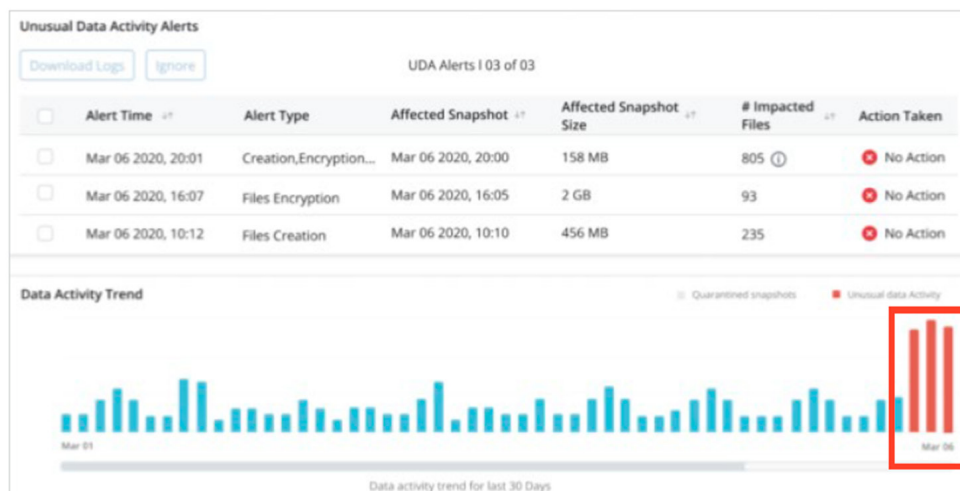 Unusual Data Activity Alerts
Download Logs Ignore UDA Alerts I 03 of 03
Alert Time Alert Type Affected Snapshot Affected Snapshot Size # Impacted Files Action Taken
Mar 06 2020, 20:01 Creation,Encryption... Mar 06 2020, 20:00 158 MB 805 No Action
Mar 06 2020, 16:07 Files Encryption Mar 06 2020, 16:05 2 GB 93 No Action
Mar 06 2020, 10:12 Files Creation Mar 06 2020, 10:10 456 MB 235 No Action
Data Activity Trend Quarantined snapshots Unusual data Activity
Mar 01 Mar 06
Data activity trend for last 30 Days